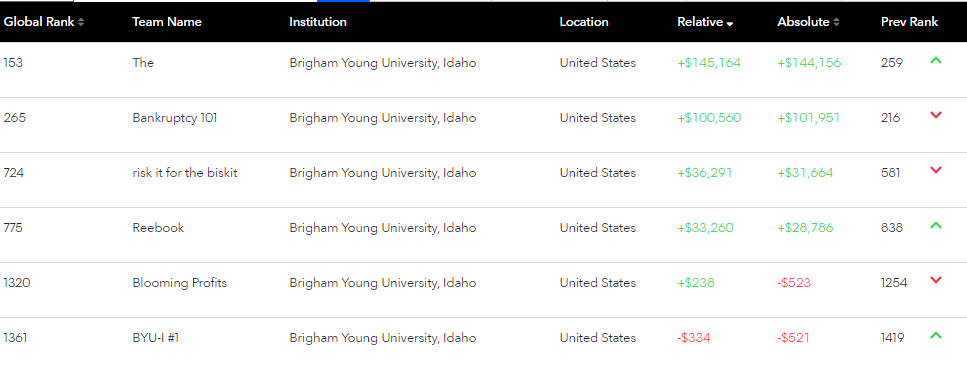 Global Rank Team Name Institution Location Relative Absolute Prev Rank
153 The Brigham Young University, Idaho United States +$145,164 +$144,156 259
265 Bankruptcy 101 Brigham Young University, Idaho United States +$100,560 +$101,951 216
724 risk it for the biskit Brigham Young University, Idaho United States +$36,291 +$31,664 581
775 Reebook Brigham Young University, Idaho United States +$33,260 +$28,786 838
1320 Blooming Profits Brigham Young University, Idaho United States +$238 -$523 1254
1361 BYU-I #1 Brigham Young University, Idaho United States -$334 -$521 1419